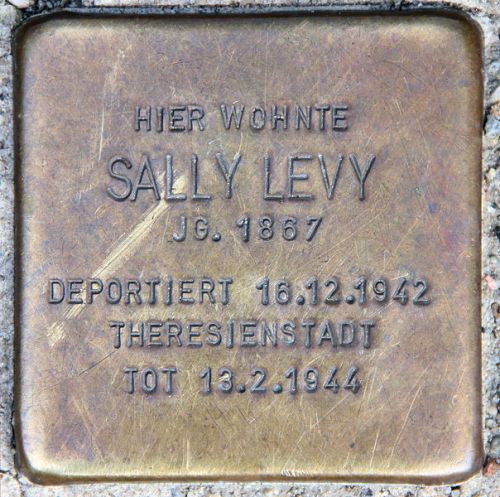 HIER WOHNTE
SALLY LEVY
JG. 1867
DEPORTIERT 16.12.1942
THERESIENSTADT
TOT 13.2.1944